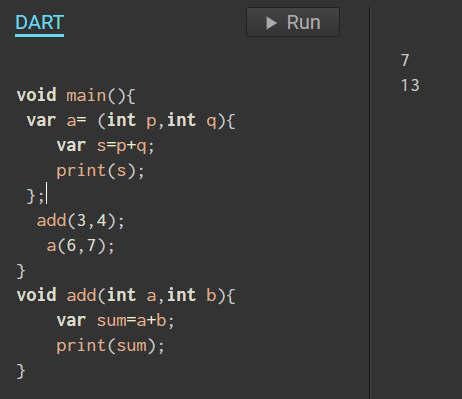 DART
Run
void main(){
var a= (int p,int q){
var s=p+q;
print(s);
};
add(3,4);
a(6,7);
}
void add(int a,int b){
var sum=a+b;
print(sum);
}
7
13